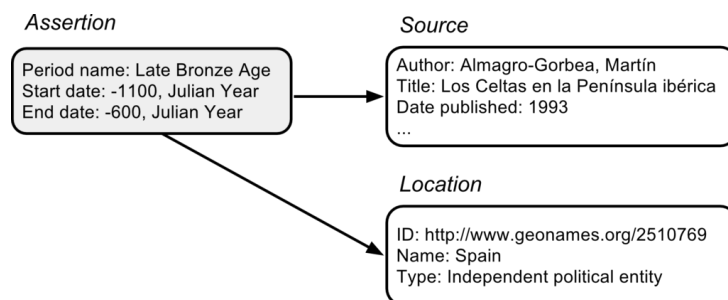 Assertion
Period name: Late Bronze Age
Start date: -1100, Julian Year
End date: -600, Julian Year
Source
Author: Almagro-Gorbea, Martín
Title: Los Celtas en la Península ibérica
Date published: 1993
...
Location
ID: http://www.geonames.org/2510769
Name: Spain
Type: Independent political entity